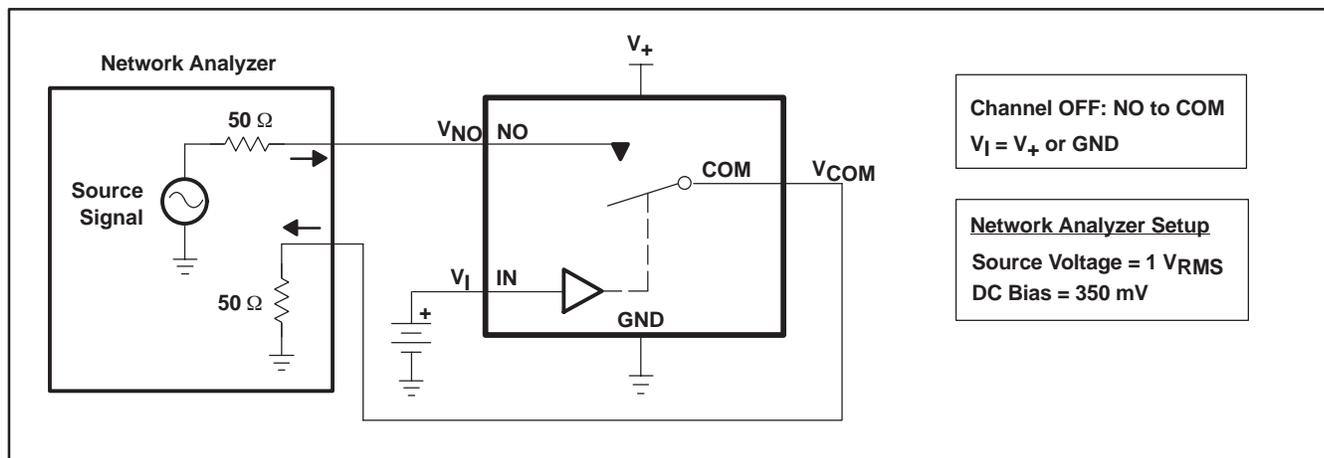 V+
Network Analyzer
50 Ω
VNO NO
COM VCOM
Source
Signal
VI IN
50 Ω
+
GND
Channel OFF: NO to COM
VI = V+ or GND
Network Analyzer Setup
Source Voltage = 1 VRMS
DC Bias = 350 mV